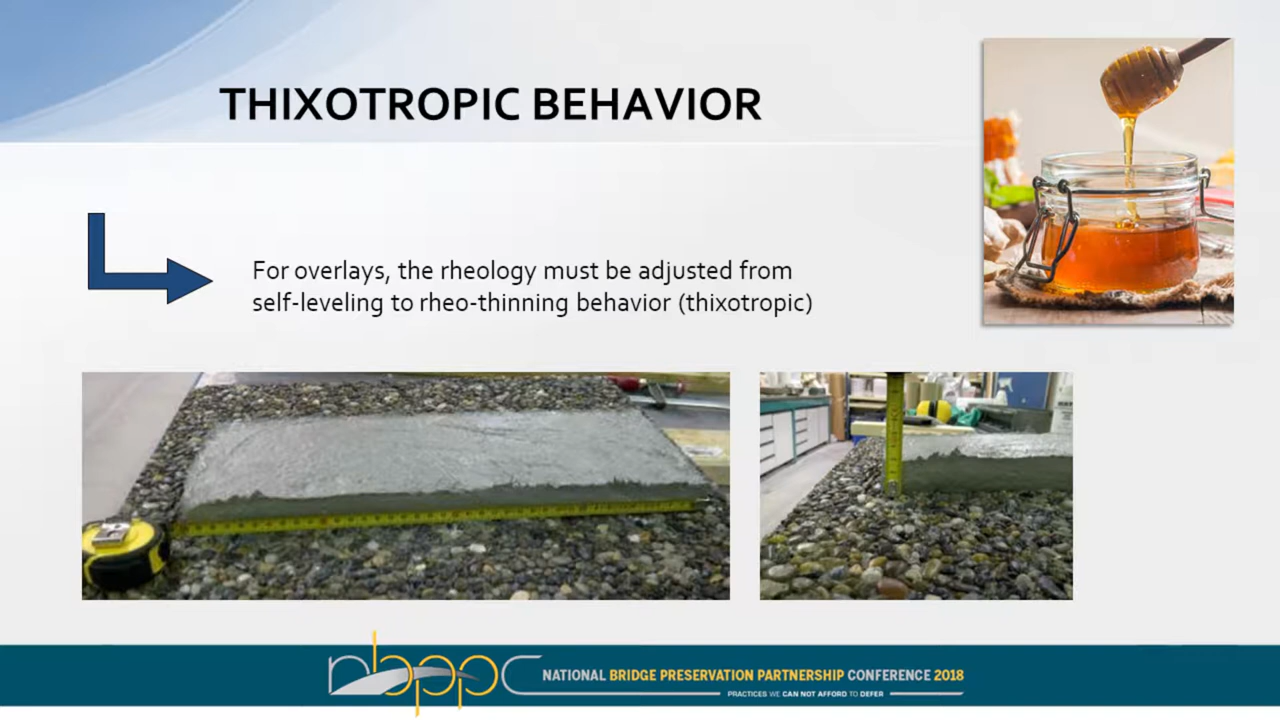 THIXOTROPIC BEHAVIOR
For overlays, the rheology must be adjusted from
self-leveling to rheo-thinning behavior (thixotropic)
nbppc NATIONAL BRIDGE PRESERVATION PARTNERSHIP CONFERENCE 2018
PRACTICES WE CAN NOT AFFORD TO DEFER